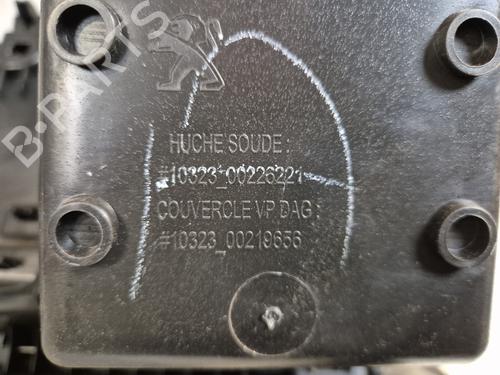 B-PARTS
HUCHE SOUDE :
#10323_00226221
COUVERCLE VP DAG :
#10323_00219656